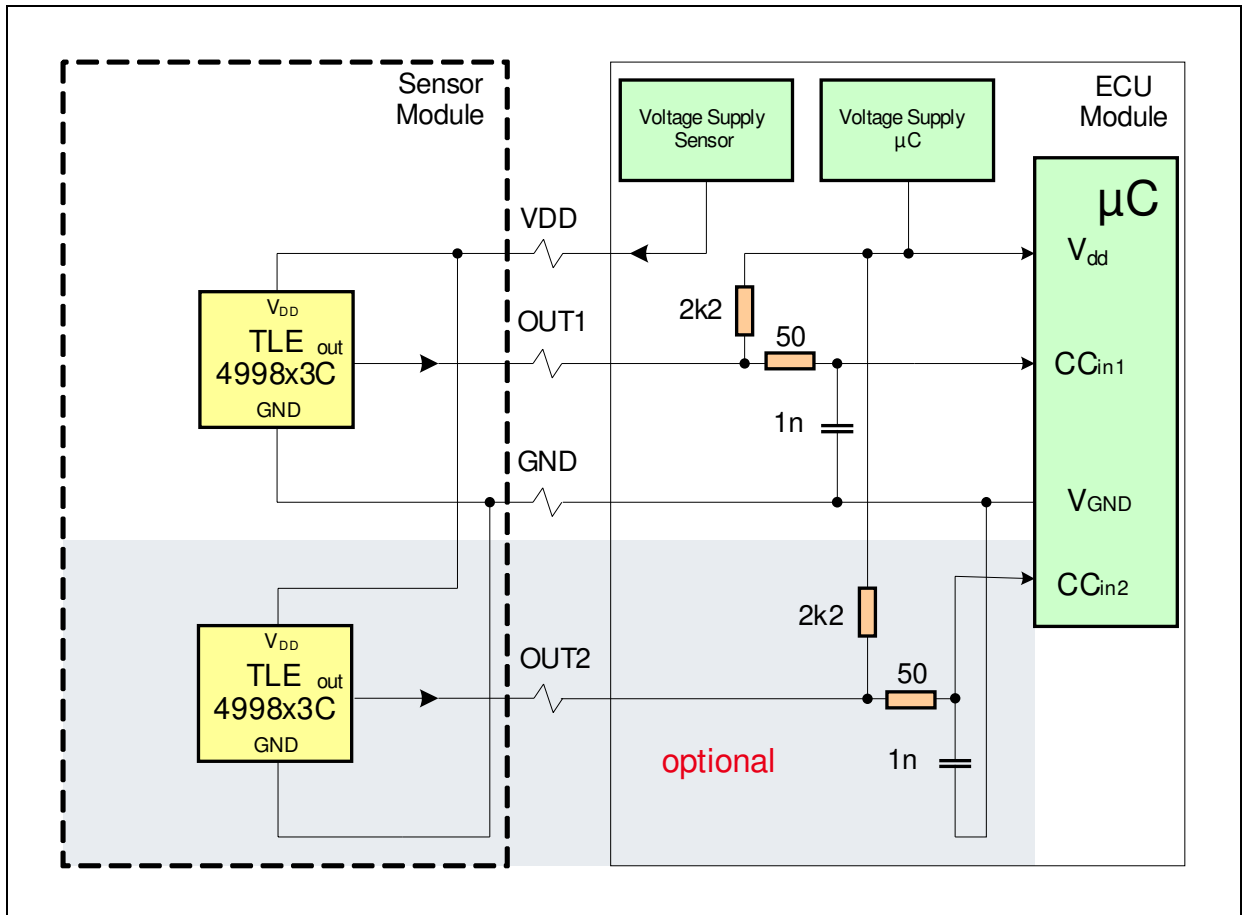 Sensor
Module
Voltage Supply
Sensor
Voltage Supply
µC
ECU
Module
µC
VDD
Vdd
VDD
TLE out
4998x3C
GND
OUT1
2k2
50
CCin1
1n
GND
VGND
CCin2
VDD
TLE out
4998x3C
GND
OUT2
2k2
50
1n
optional